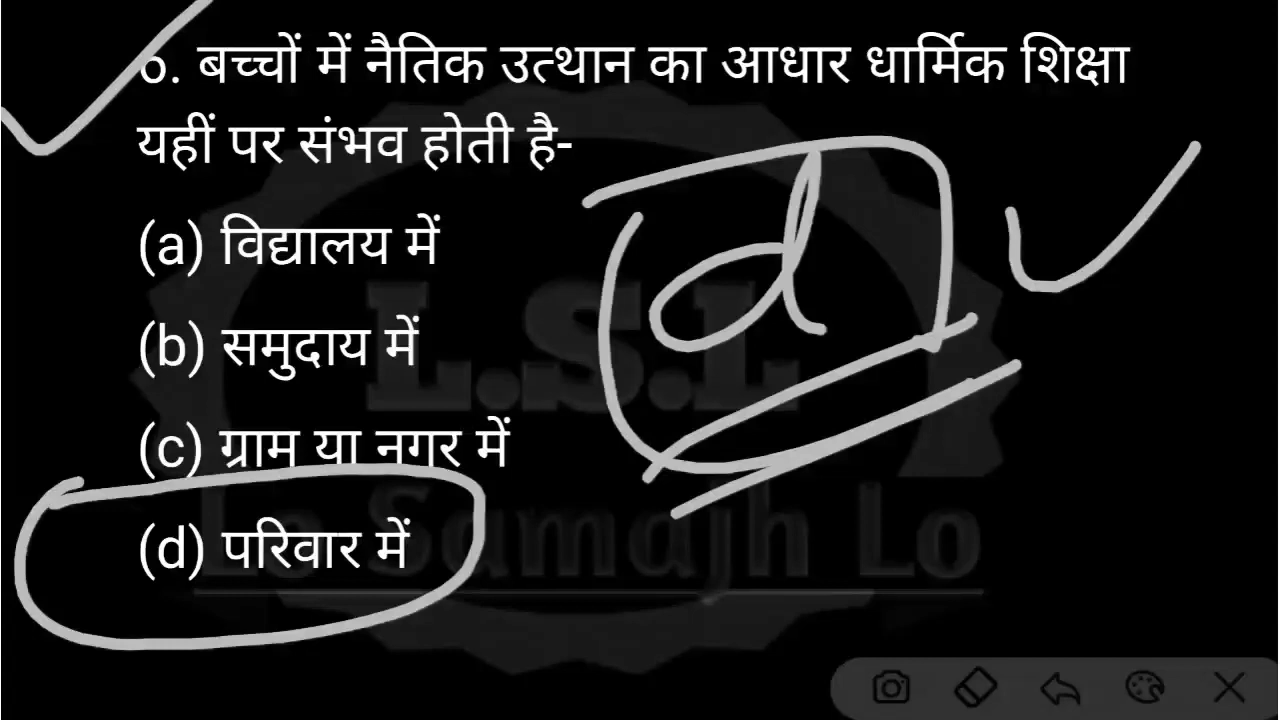 6. बच्चों में नैतिक उत्थान का आधार धार्मिक शिक्षा
यहीं पर संभव होती है-
(a) विद्यालय में
d
(b) समुदाय में
L.S.L
(c) ग्राम या नगर में
(d) परिवार में
Lo Samajh Lo